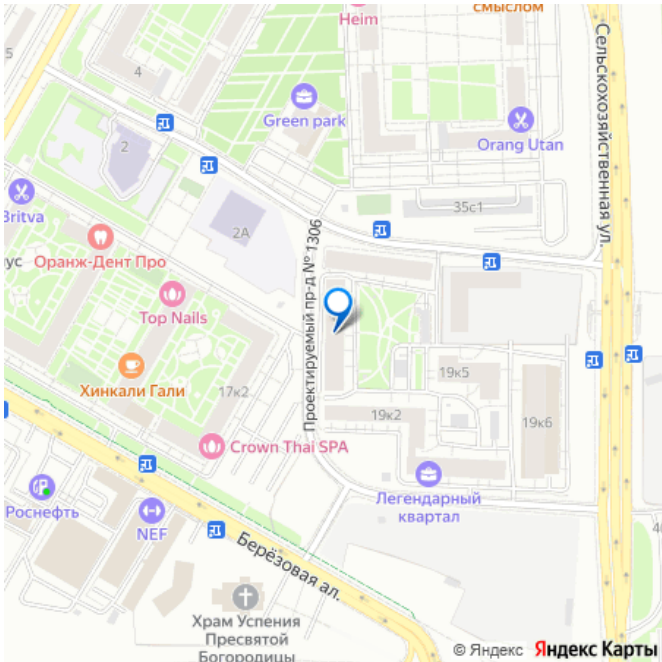 смыслом
Heim
Сельскохозяйственная ул.
4
Green park
Orang Utan
2
35с1
Britva
2А
Оранж-Дент Про
ус
Проектируемый пр-д № 1306
Top Nails
Хинкали Гали
17к2
19к5
19к2
19к6
Crown Thai SPA
Легендарный
квартал
Роснефть
NEF
Берёзовая ал.
Храм Успения
Пресвятой
Богородицы
© Яндекс Яндекс Карты